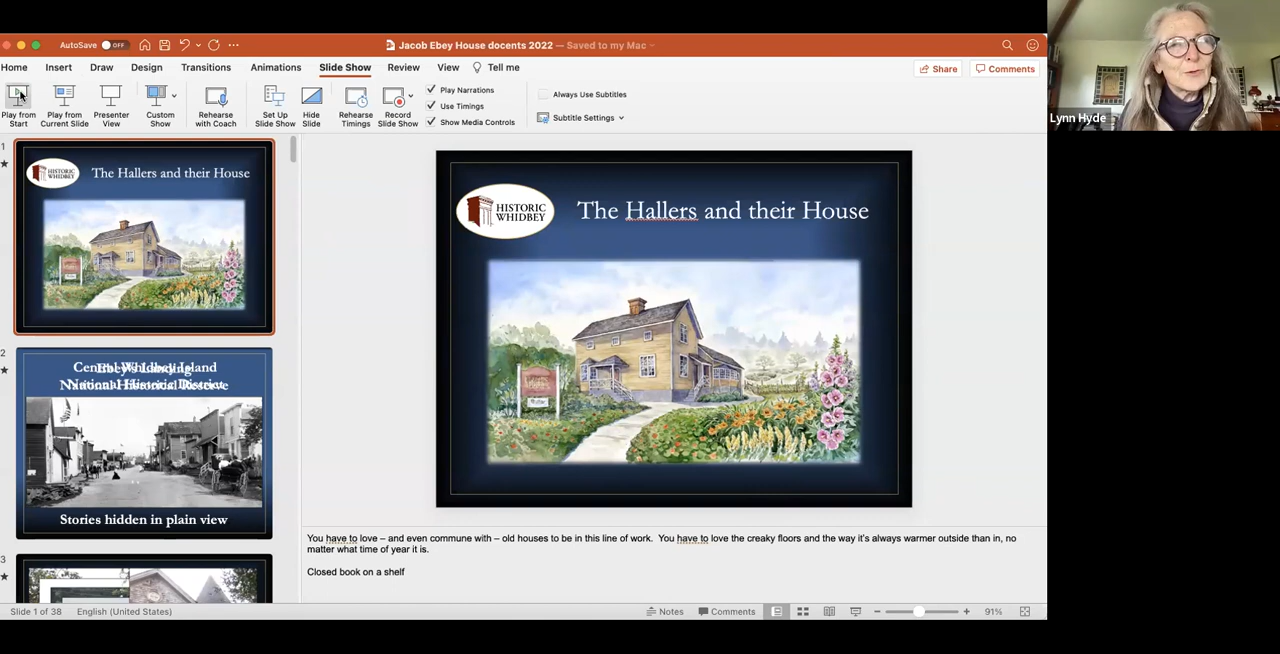 AutoSave OFF
Jacob Ebey House docents 2022 — Saved to my Mac
Home Insert Draw Design Transitions Animations Slide Show Review View Tell me
Share Comments
Play from Start
Play from Current Slide
Presenter View
Custom Show
Rehearse with Coach
Set Up Slide Show
Hide Slide
Rehearse Timings
Record Slide Show
Play Narrations
Use Timings
Show Media Controls
Always Use Subtitles
Subtitle Settings
Lynn Hyde
1
HISTORIC
WHIDBEY
The Hallers and their House
2
Central Whidbey Island
National Historical Reserve
Stories hidden in plain view
3
HISTORIC
WHIDBEY
The Hallers and their House
You have to love – and even commune with – old houses to be in this line of work.  You have to love the creaky floors and the way it's always warmer outside than in, no
matter what time of year it is.
Closed book on a shelf
Slide 1 of 38 English (United States)
Notes Comments 91%